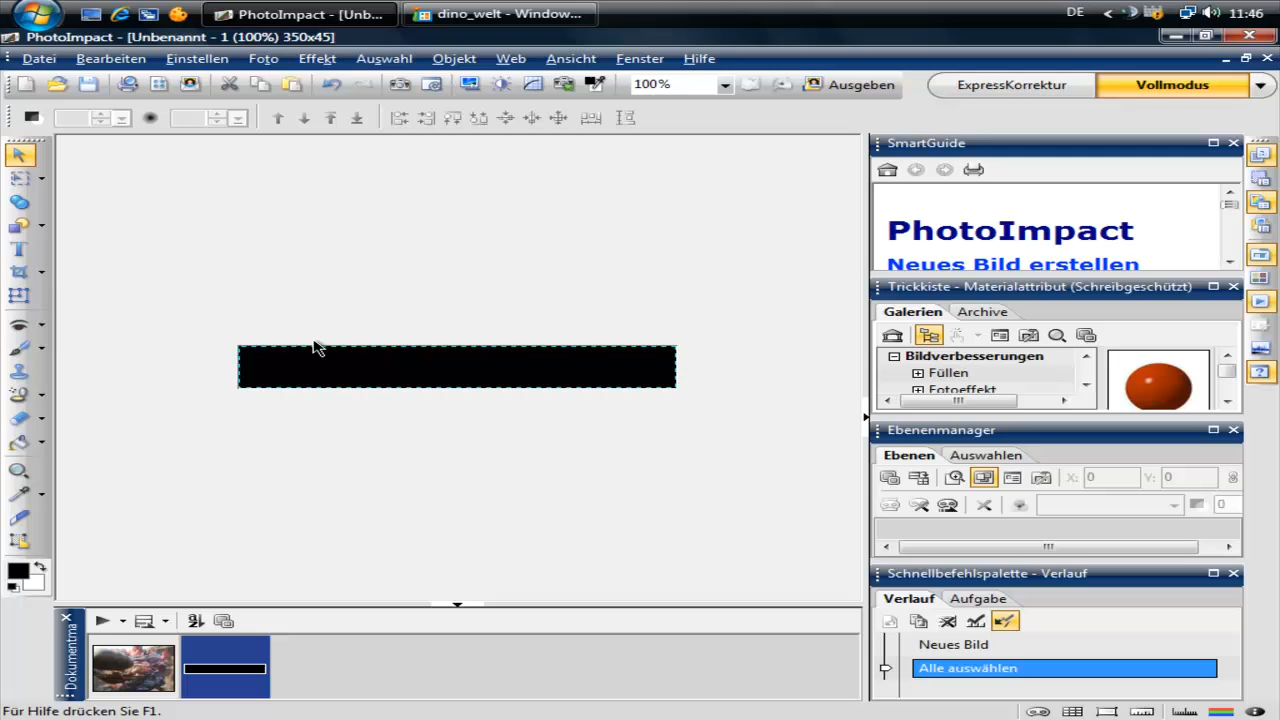 PhotoImpact - [Unb...
dino_welt - Window...
DE
11:46
PhotoImpact - [Unbenannt - 1 (100%) 350x45]
Datei Bearbeiten Einstellen Foto Effekt Auswahl Objekt Web Ansicht Fenster Hilfe
100%
Ausgeben
ExpressKorrektur
Vollmodus
SmartGuide
PhotoImpact
Neues Bild erstellen
Trickkiste - Materialattribut (Schreibgeschützt)
Galerien Archive
Bildverbesserungen
Füllen
Fotoeffekt
Ebenenmanager
Ebenen Auswahlen
X: 0 Y: 0
0
Schnellbefehlspalette - Verlauf
Verlauf Aufgabe
Neues Bild
Alle auswählen
Dokumentma
Für Hilfe drücken Sie F1.